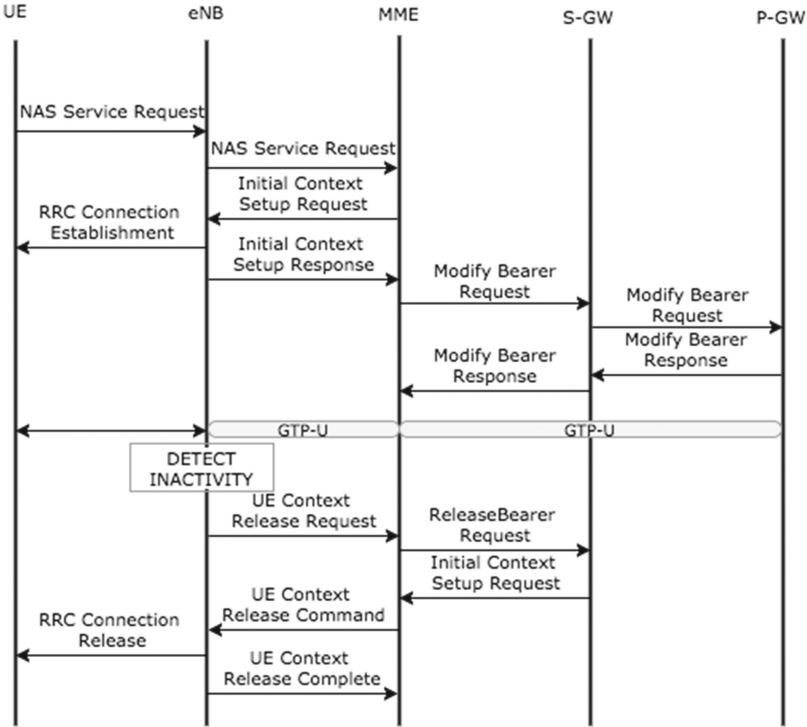 UE
eNB
MME
S-GW
P-GW
NAS Service Request
NAS Service Request
Initial Context
Setup Request
RRC Connection
Establishment
Initial Context
Setup Response
Modify Bearer
Request
Modify Bearer
Request
Modify Bearer
Response
Modify Bearer
Response
GTP-U
GTP-U
DETECT
INACTIVITY
UE Context
Release Request
ReleaseBearer
Request
Initial Context
Setup Request
UE Context
Release Command
RRC Connection
Release
UE Context
Release Complete